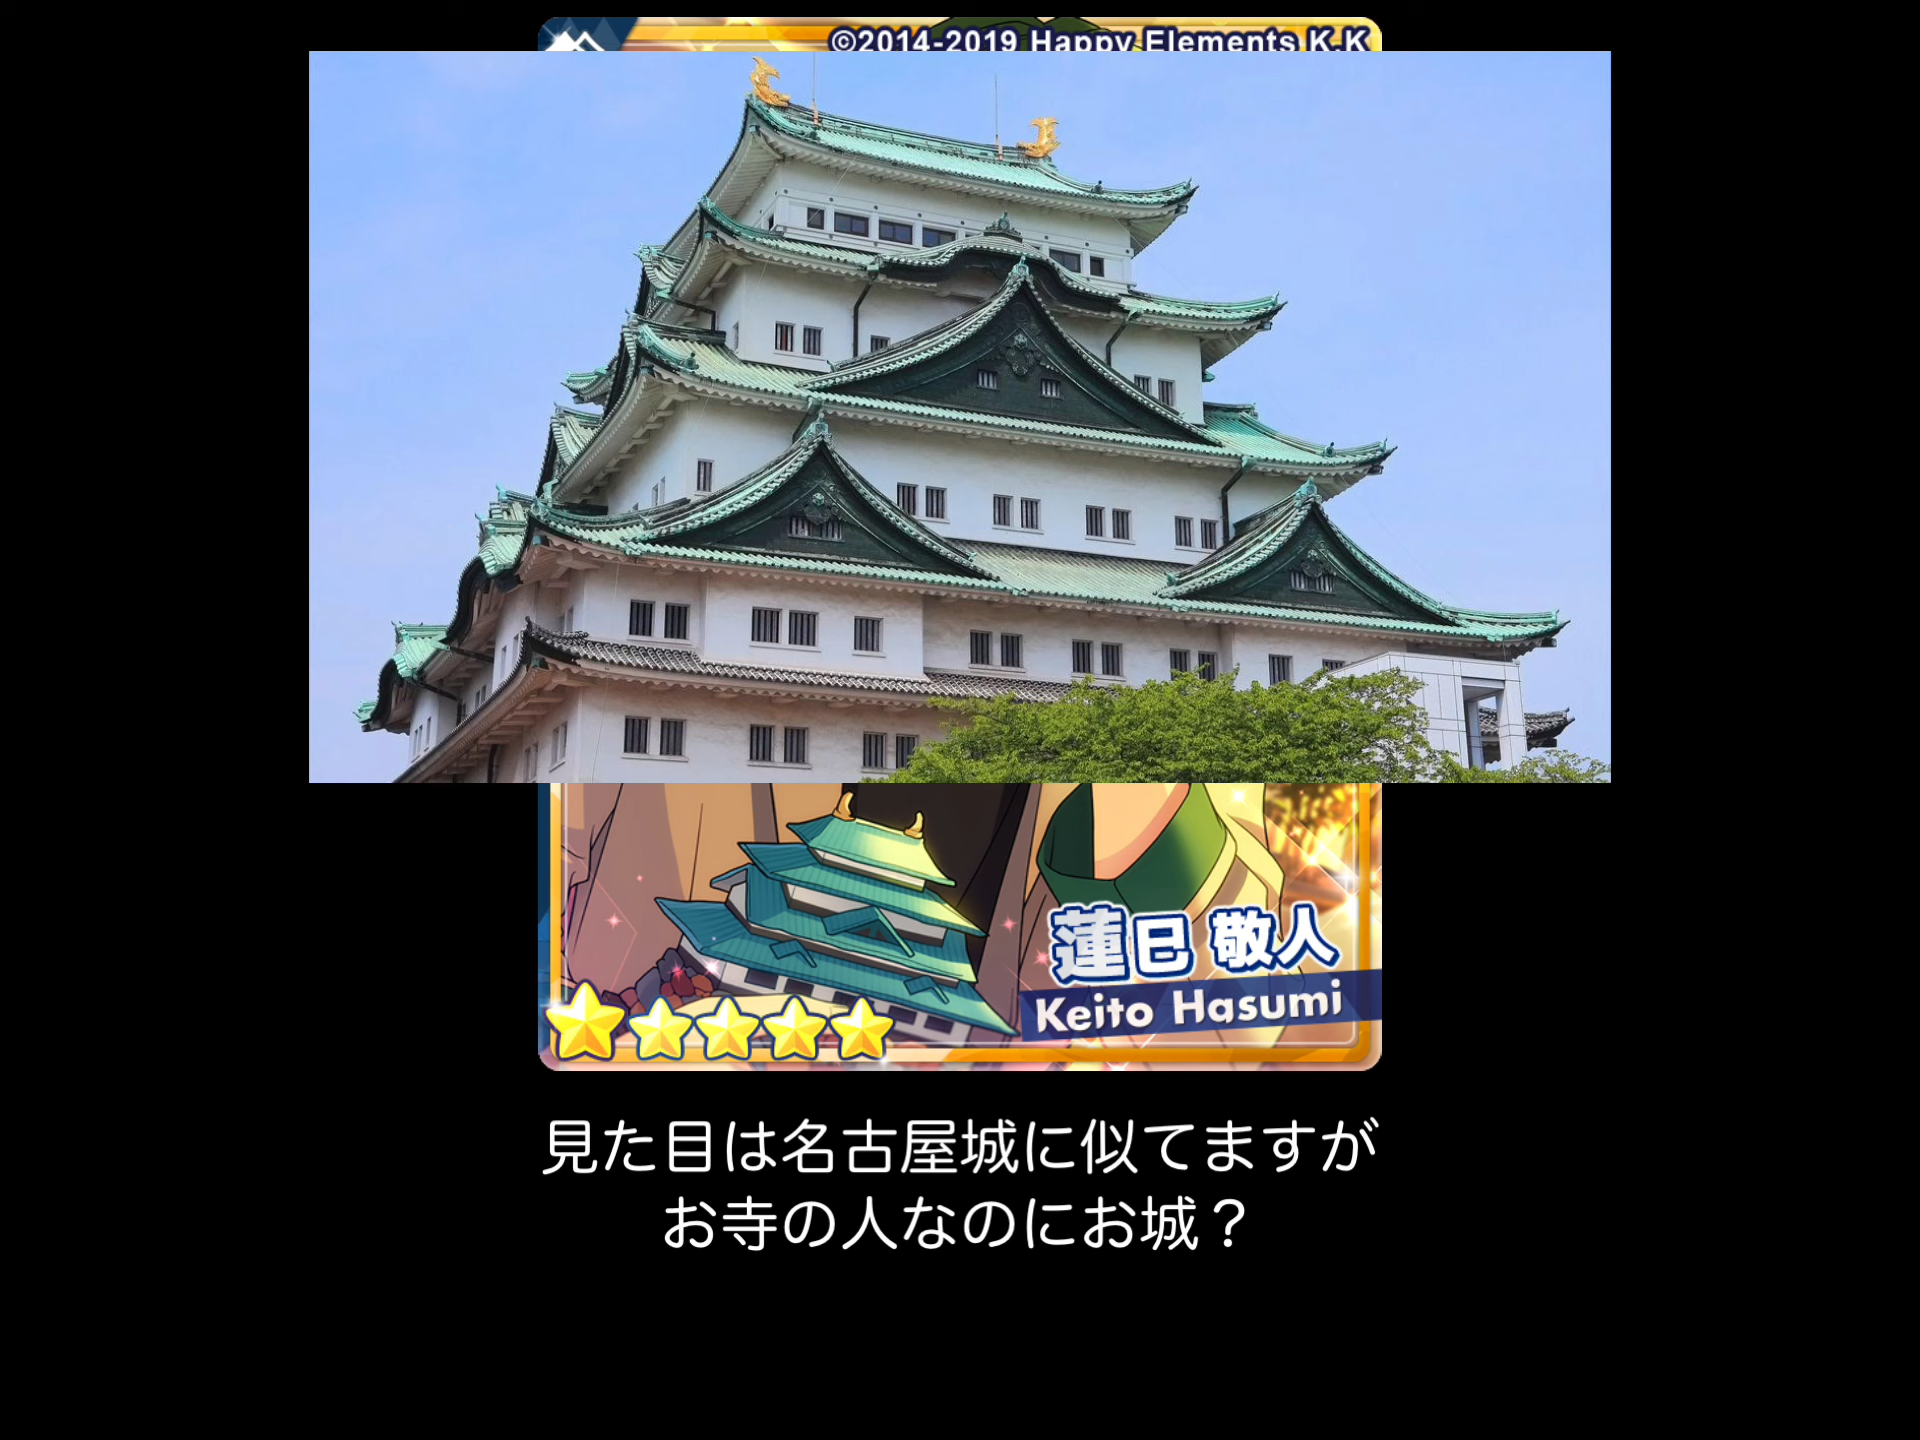 ©2014-2019 Happy Elements K.K
蓮巳 敬人
Keito Hasumi
見た目は名古屋城に似てますが
お寺の人なのにお城？